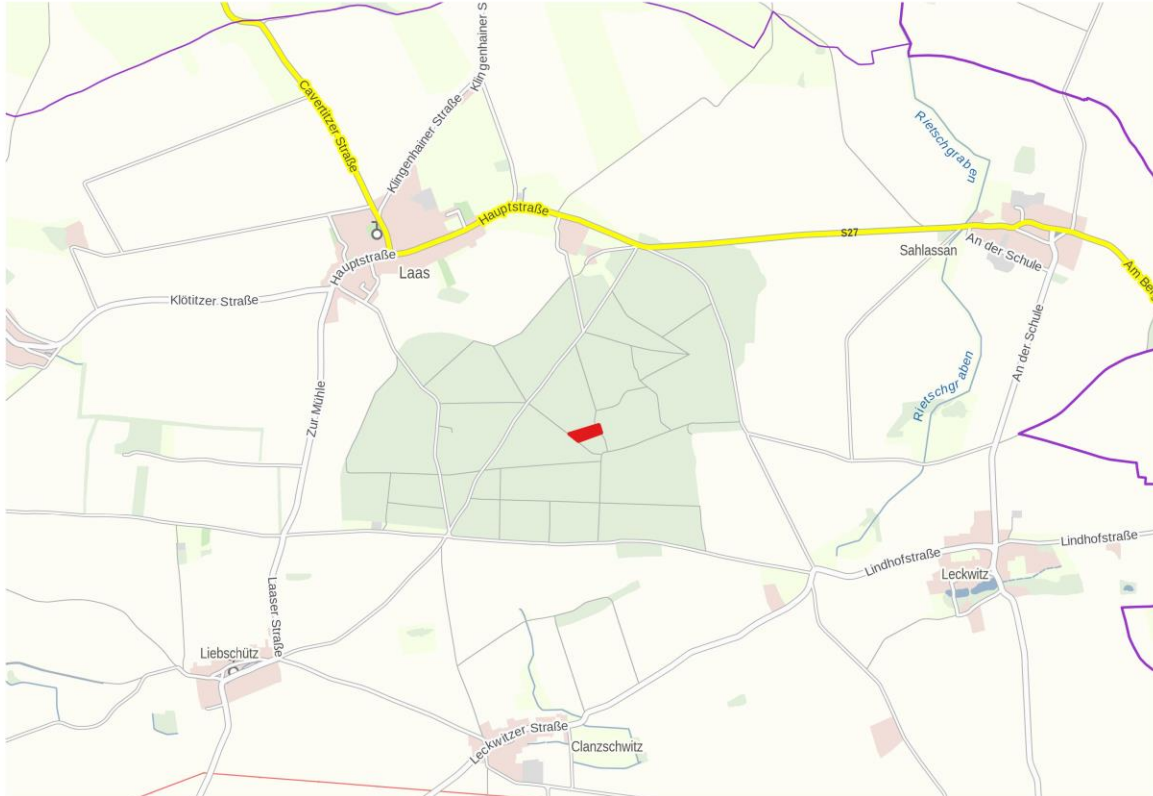 Klingenhainer S
Cavertitzer Straße
Klingenhainer Straße
Rietschgraben
Hauptstraße
S27
An der Schule
Sahlassan
Hauptstraße
Laas
Am Ber
Klötitzer Straße
An der Schule
Rietschgraben
Zur Mühle
Lindhofstraße
Lindhofstraße
Leckwitz
Laaser Straße
Liebschütz
Leckwitzer Straße
Clanzschwitz